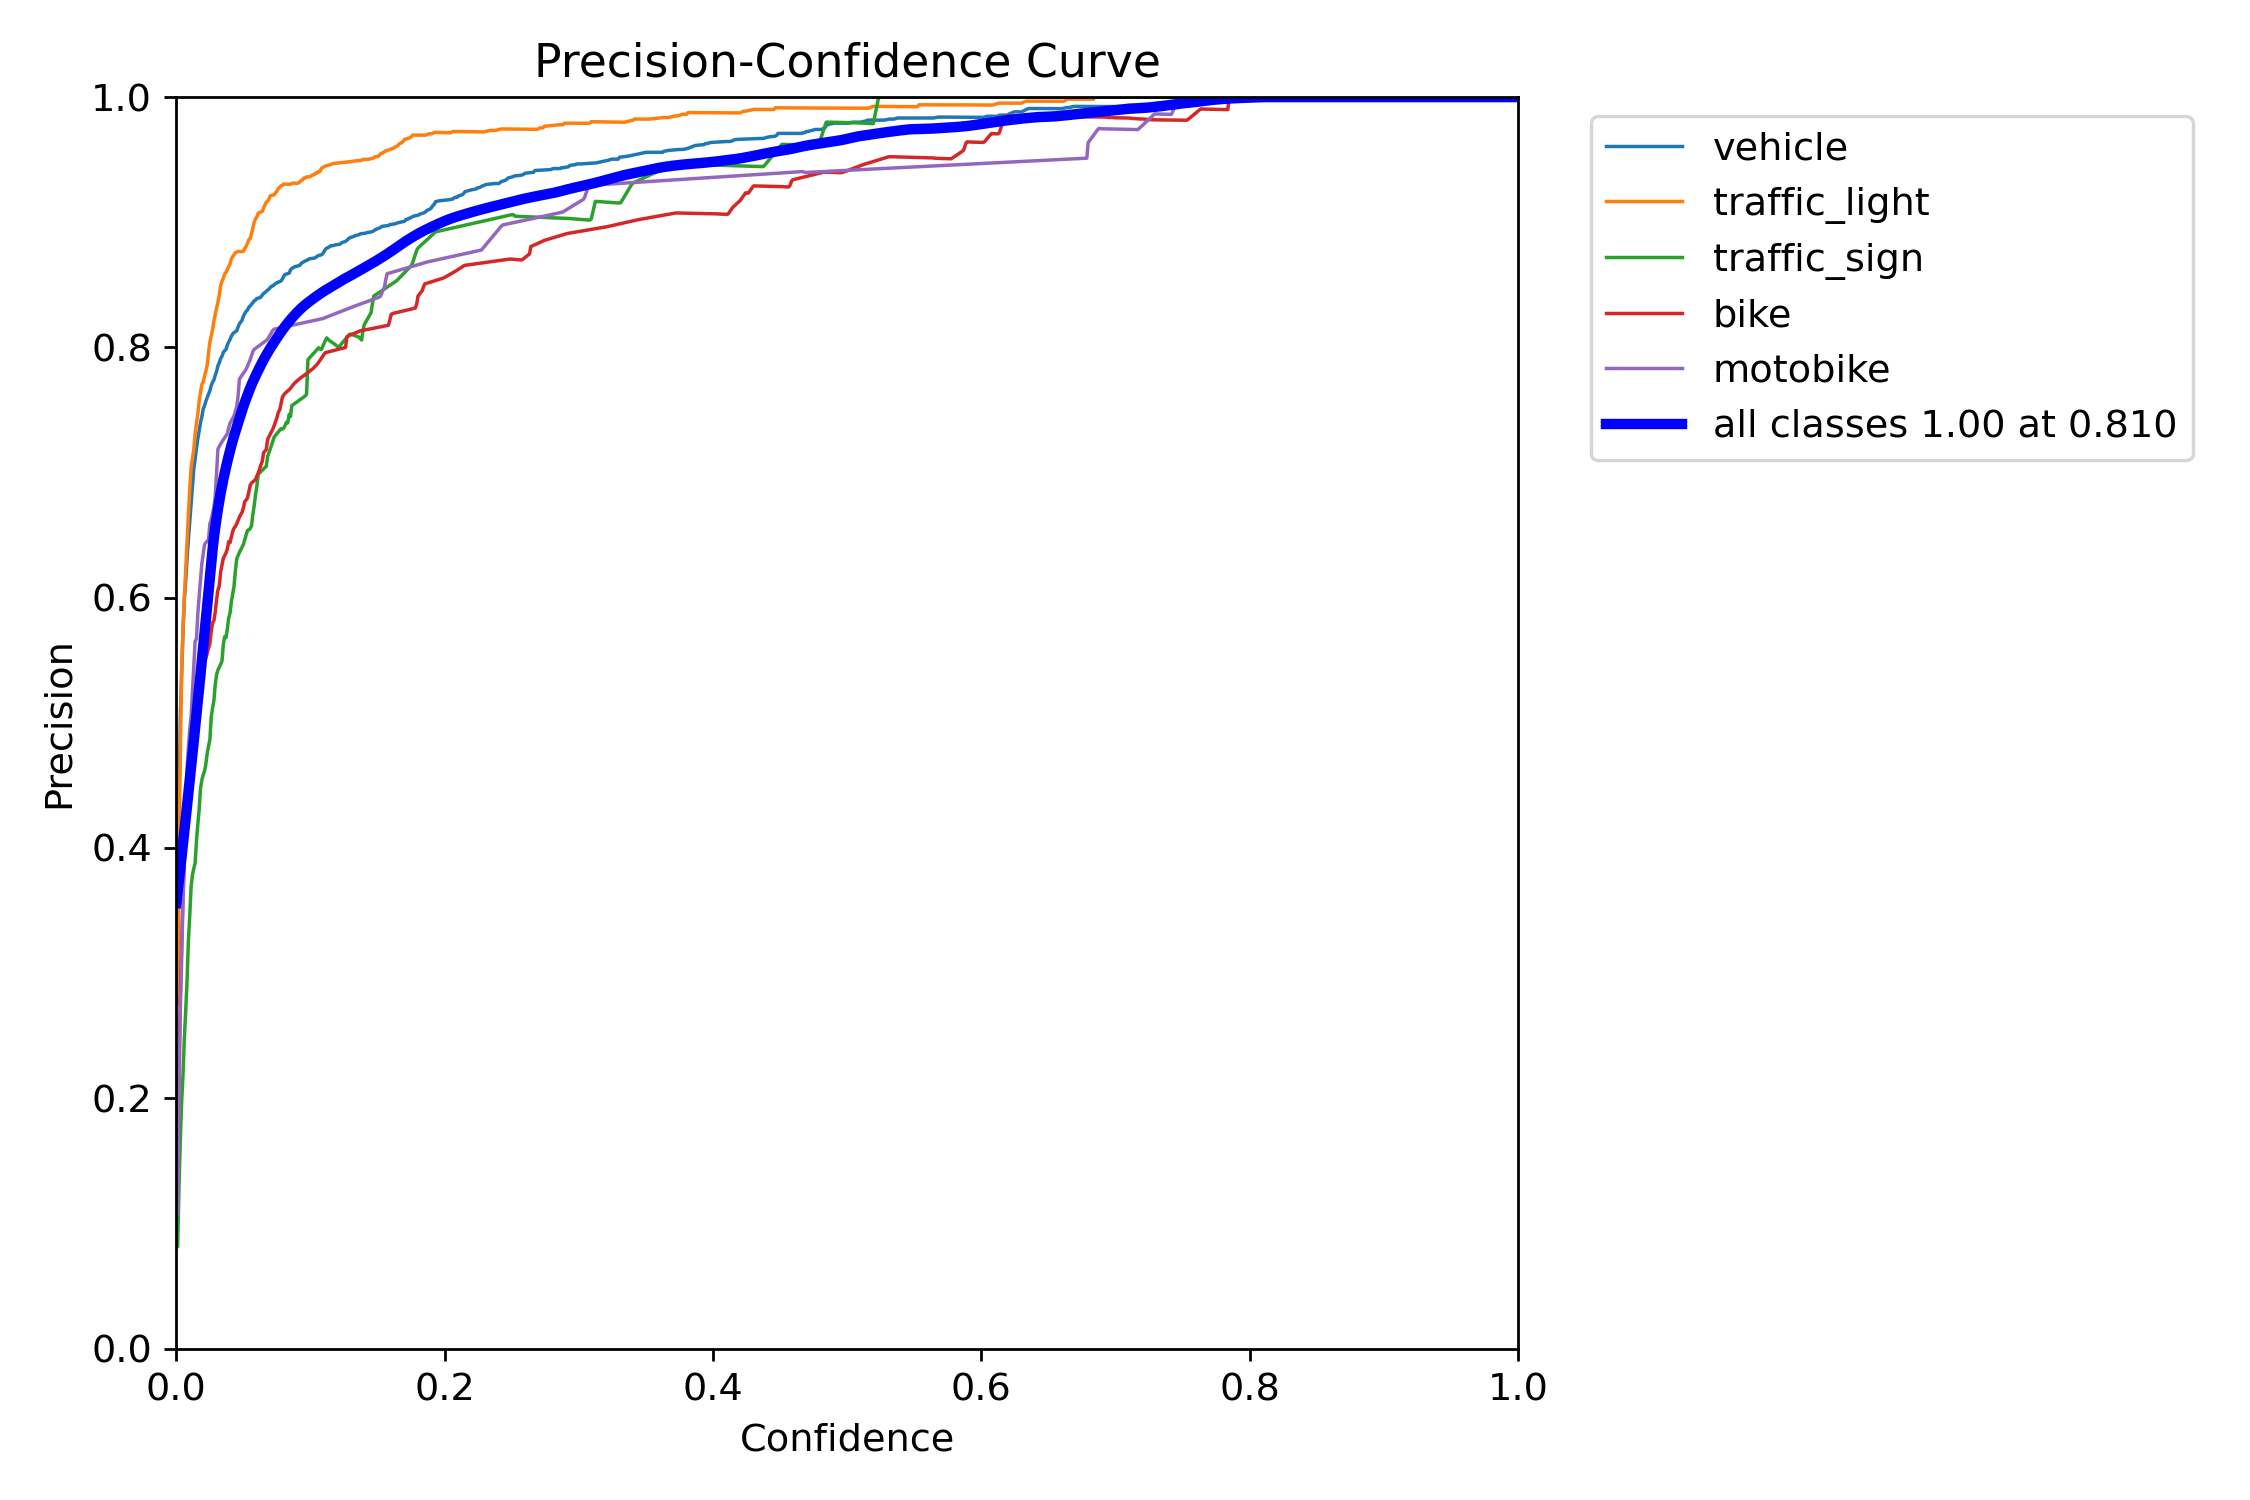 Precision-Confidence Curve
1.0
0.8
0.6
0.4
0.2
0.0
Precision
0.0 0.2 0.4 0.6 0.8 1.0
Confidence
vehicle
traffic_light
traffic_sign
bike
motobike
all classes 1.00 at 0.810